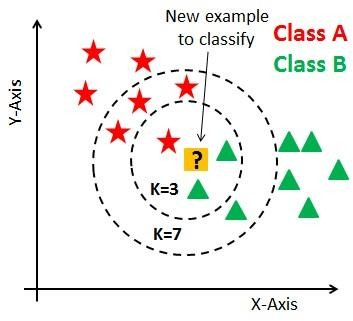 New example
to classify
Class A
Class B
Y-Axis
?
K=3
K=7
X-Axis